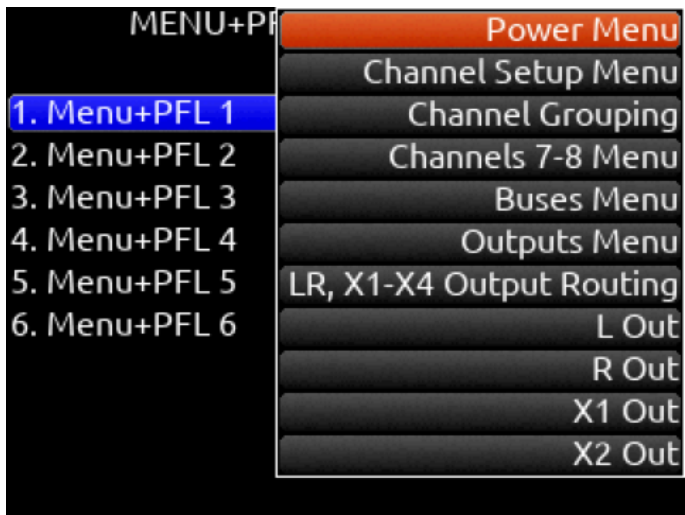 MENU+PF
Power Menu
Channel Setup Menu
1. Menu+PFL 1
Channel Grouping
2. Menu+PFL 2
Channels 7-8 Menu
3. Menu+PFL 3
Buses Menu
4. Menu+PFL 4
Outputs Menu
5. Menu+PFL 5
LR, X1-X4 Output Routing
6. Menu+PFL 6
L Out
R Out
X1 Out
X2 Out